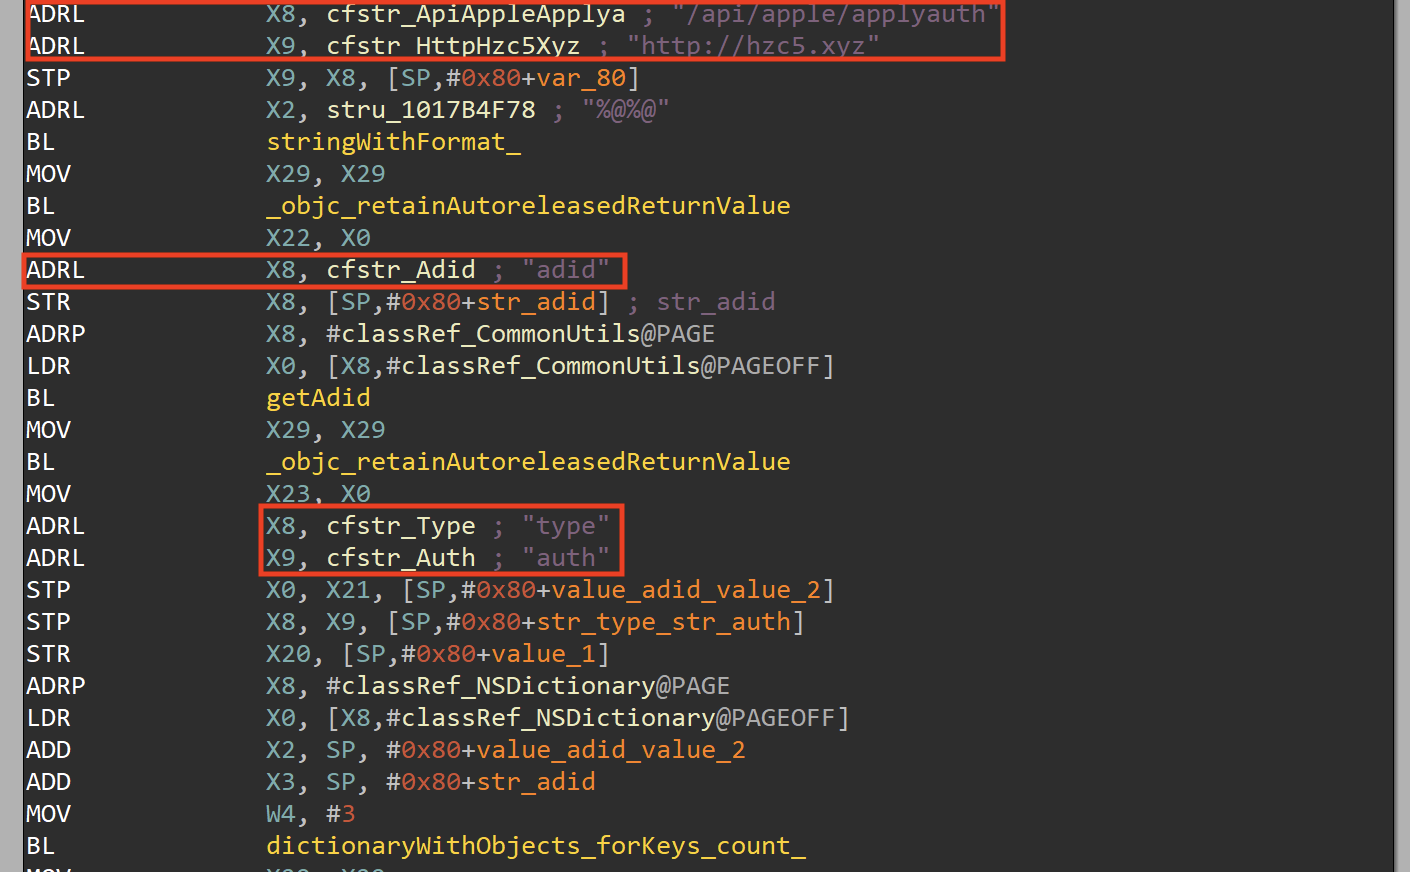 ADRL X8, cfstr_ApiAppleApplya ; "/api/apple/applyauth"
ADRL X9, cfstr_HttpHzc5Xyz ; "http://hzc5.xyz"
STP X9, X8, [SP,#0x80+var_80]
ADRL X2, stru_1017B4F78 ; "%@%@"
BL stringWithFormat_
MOV X29, X29
BL _objc_retainAutoreleasedReturnValue
MOV X22, X0
ADRL X8, cfstr_Adid ; "adid"
STR X8, [SP,#0x80+str_adid] ; str_adid
ADRP X8, #classRef_CommonUtils@PAGE
LDR X0, [X8,#classRef_CommonUtils@PAGEOFF]
BL getAdid
MOV X29, X29
BL _objc_retainAutoreleasedReturnValue
MOV X23, X0
ADRL X8, cfstr_Type ; "type"
ADRL X9, cfstr_Auth ; "auth"
STP X0, X21, [SP,#0x80+value_adid_value_2]
STP X8, X9, [SP,#0x80+str_type_str_auth]
STR X20, [SP,#0x80+value_1]
ADRP X8, #classRef_NSDictionary@PAGE
LDR X0, [X8,#classRef_NSDictionary@PAGEOFF]
ADD X2, SP, #0x80+value_adid_value_2
ADD X3, SP, #0x80+str_adid
MOV W4, #3
BL dictionaryWithObjects_forKeys_count_